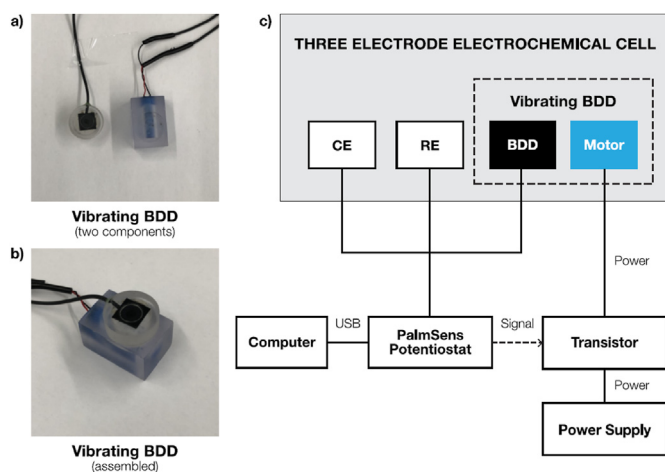 a)
Vibrating BDD
(two components)
b)
Vibrating BDD
(assembled)
c)
THREE ELECTRODE ELECTROCHEMICAL CELL
Vibrating BDD
CE
RE
BDD
Motor
Power
USB
Signal
Computer
PalmSens
Potentiostat
Transistor
Power
Power Supply